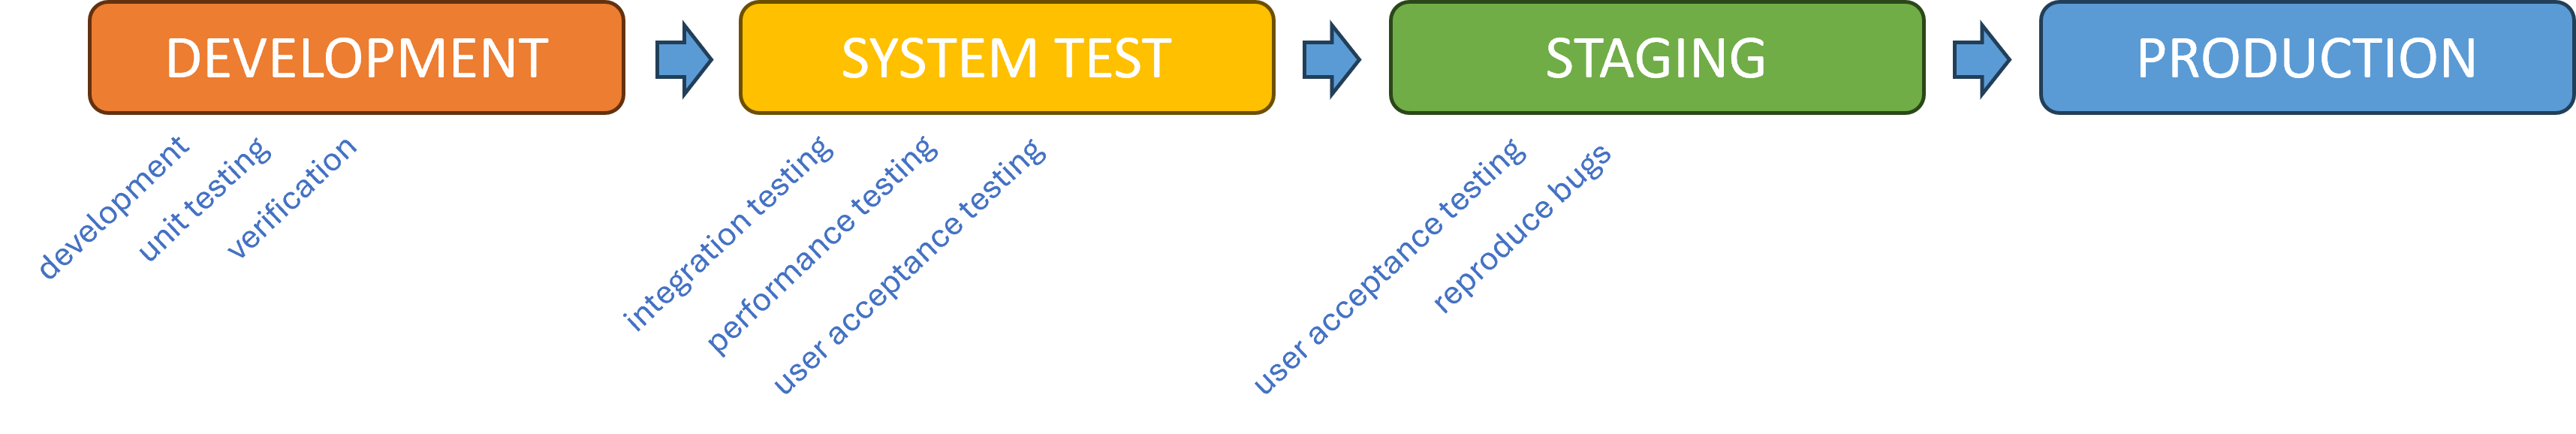 DEVELOPMENT
SYSTEM TEST
STAGING
PRODUCTION
development
unit testing
verification
integration testing
performance testing
user acceptance testing
user acceptance testing
reproduce bugs